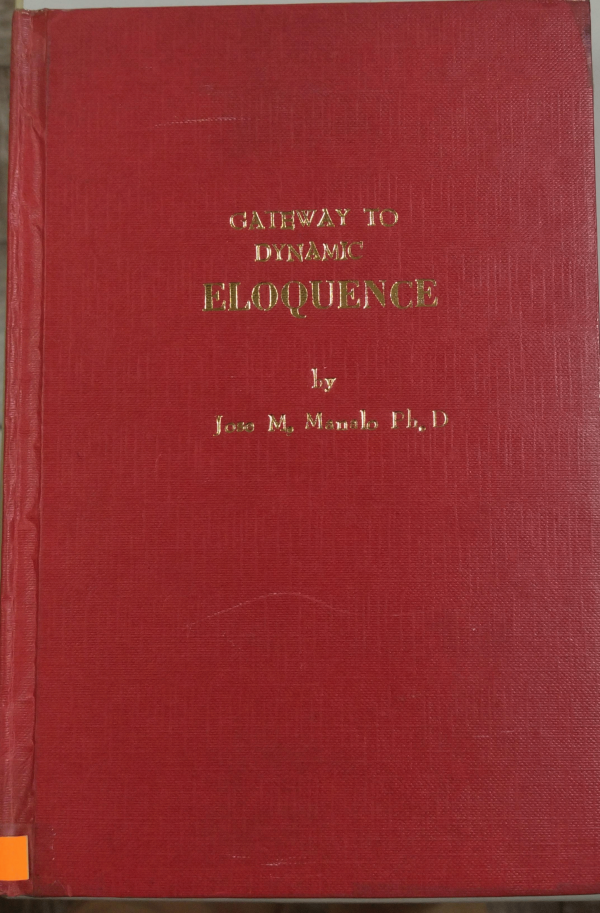 GATEWAY TO
DYNAMIC
ELOQUENCE
by
Jose M. Manalo Ph.D